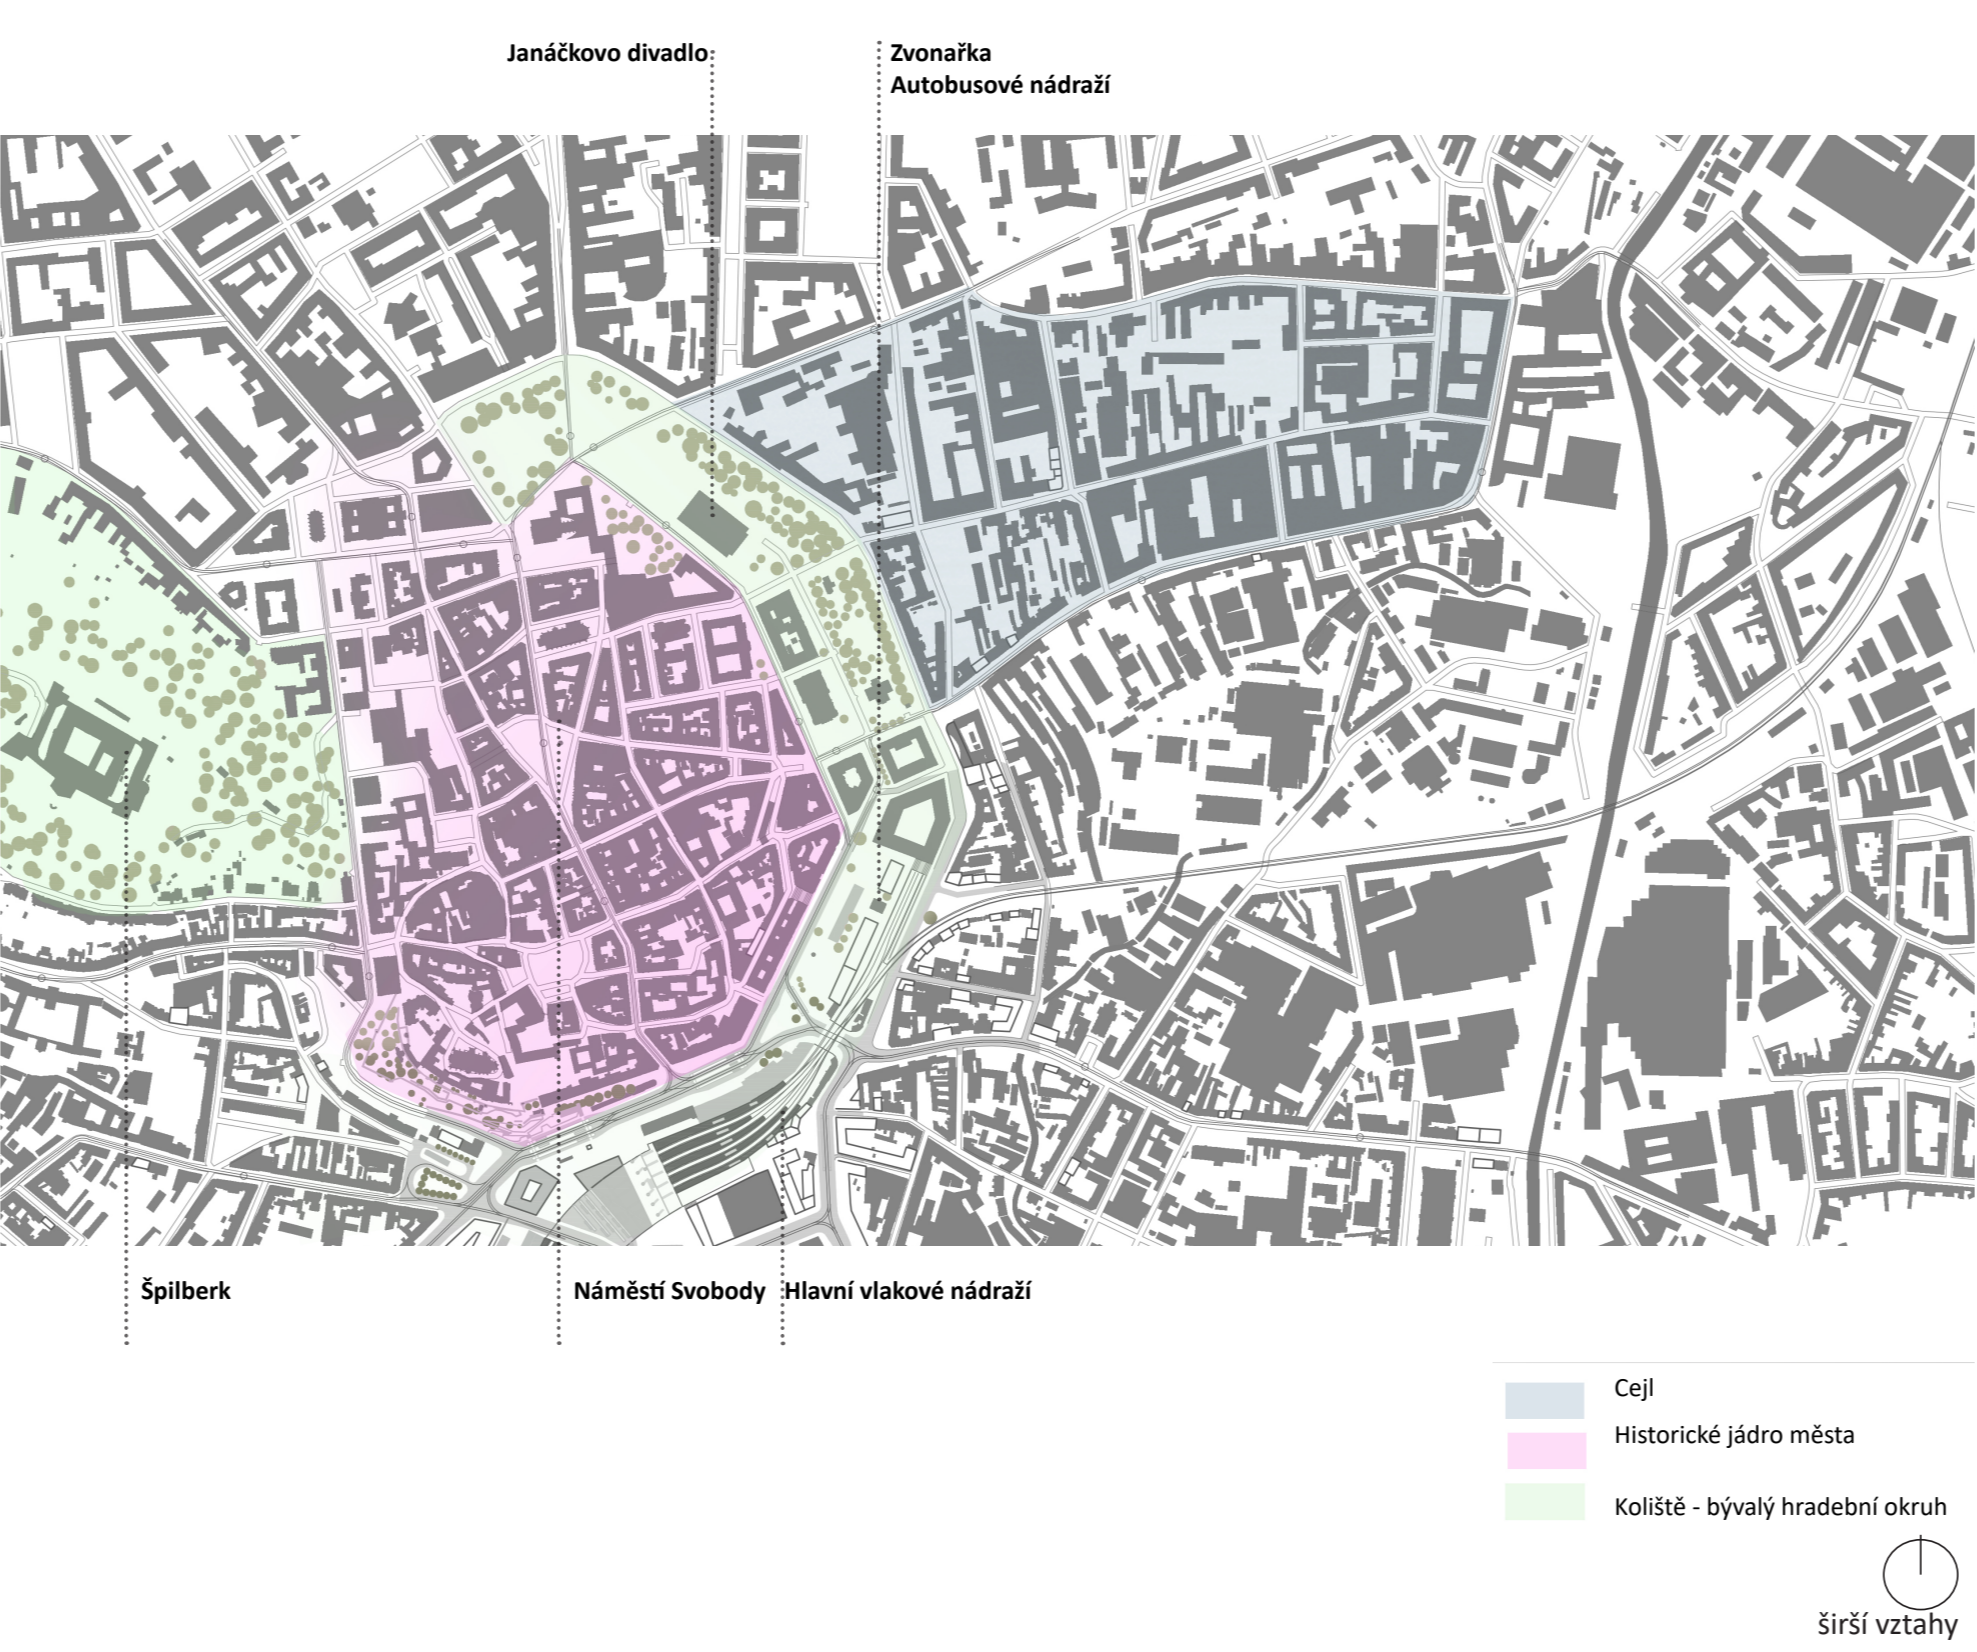 Janáčkovo divadlo
Zvonařka
Autobusové nádraží
Špilberk
Náměstí Svobody
Hlavní vlakové nádraží
Cejl
Historické jádro města
Koliště - bývalý hradební okruh
širší vztahy